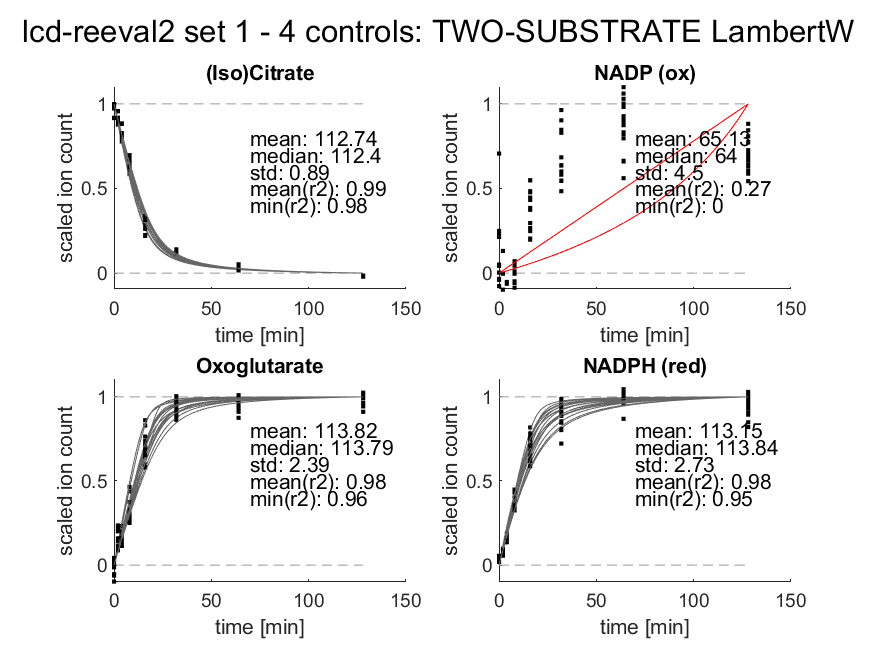 lcd-reeval2 set 1 - 4 controls: TWO-SUBSTRATE LambertW
(Iso)Citrate
scaled ion count
1
0.5
0
mean: 112.74
median: 112.4
std: 0.89
mean(r2): 0.99
min(r2): 0.98
0 50 100 150
time [min]
NADP (ox)
scaled ion count
1
0.5
0
mean: 65.13
median: 64
std: 4.5
mean(r2): 0.27
min(r2): 0
0 50 100 150
time [min]
Oxoglutarate
scaled ion count
1
0.5
0
mean: 113.82
median: 113.79
std: 2.39
mean(r2): 0.98
min(r2): 0.96
0 50 100 150
time [min]
NADPH (red)
scaled ion count
1
0.5
0
mean: 113.15
median: 113.84
std: 2.73
mean(r2): 0.98
min(r2): 0.95
0 50 100 150
time [min]